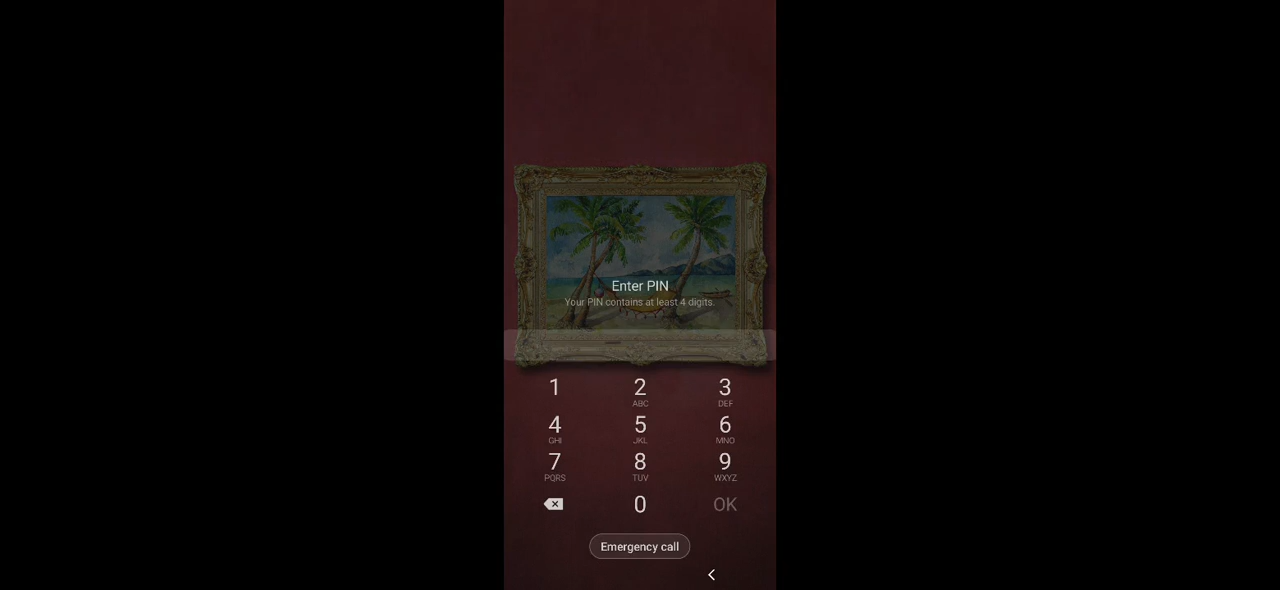 Enter PIN
Your PIN contains at least 4 digits.
1 2 3
ABC DEF
4 5 6
GHI JKL MNO
7 8 9
PQRS TUV WXYZ
0 OK
Emergency call